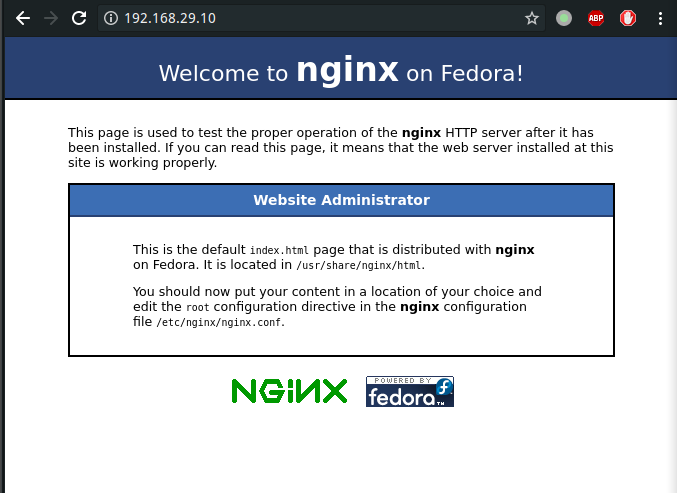 192.168.29.10
ABP
Welcome to nginx on Fedora!
This page is used to test the proper operation of the nginx HTTP server after it has
been installed. If you can read this page, it means that the web server installed at this
site is working properly.
Website Administrator
This is the default index.html page that is distributed with nginx
on Fedora. It is located in /usr/share/nginx/html.
You should now put your content in a location of your choice and
edit the root configuration directive in the nginx configuration
file /etc/nginx/nginx.conf.
NGiNX
POWERED BY
fedora™